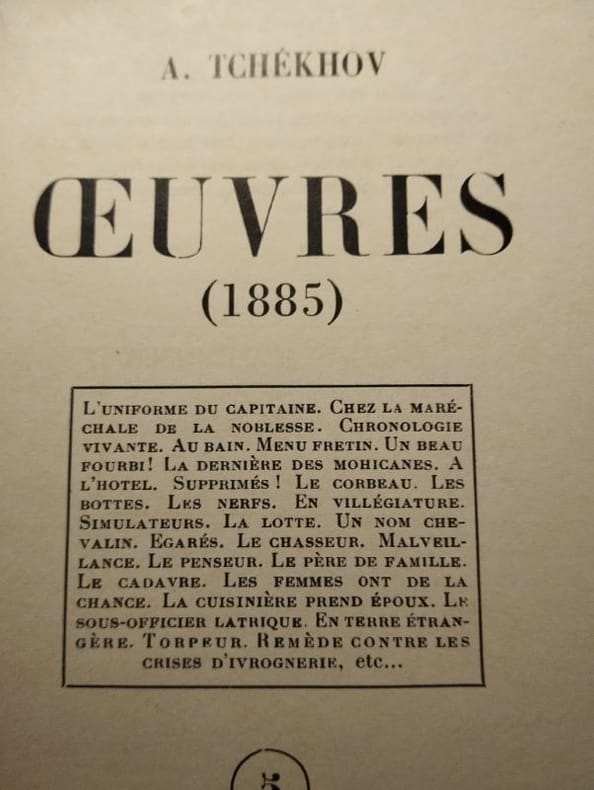 A. TCHÉKHOV
ŒUVRES
(1885)
L'UNIFORME DU CAPITAINE. CHEZ LA MARÉ-
CHALE DE LA NOBLESSE. CHRONOLOGIE
VIVANTE. AU BAIN. MENU FRETIN. UN BEAU
FOURBI! LA DERNIÈRE DES MOHICANES. A
L'HOTEL. SUPPRIMÉS! LE CORBEAU. LES
BOTTES. LES NERFS. EN VILLÉGIATURE.
SIMULATEURS. LA LOTTE. UN NOM CHE-
VALIN. EGARÉS. LE CHASSEUR. MALVEIL-
LANCE. LE PENSEUR. LE PÈRE DE FAMILLE.
LE CADAVRE. LES FEMMES ONT DE LA
CHANCE. LA CUISINIÈRE PREND ÉPOUX. LE
SOUS-OFFICIER LATRIQUE. EN TERRE ÉTRAN-
GÈRE. TORPEUR. REMÈDE CONTRE LES
CRISES D'IVROGNERIE, etc...
5